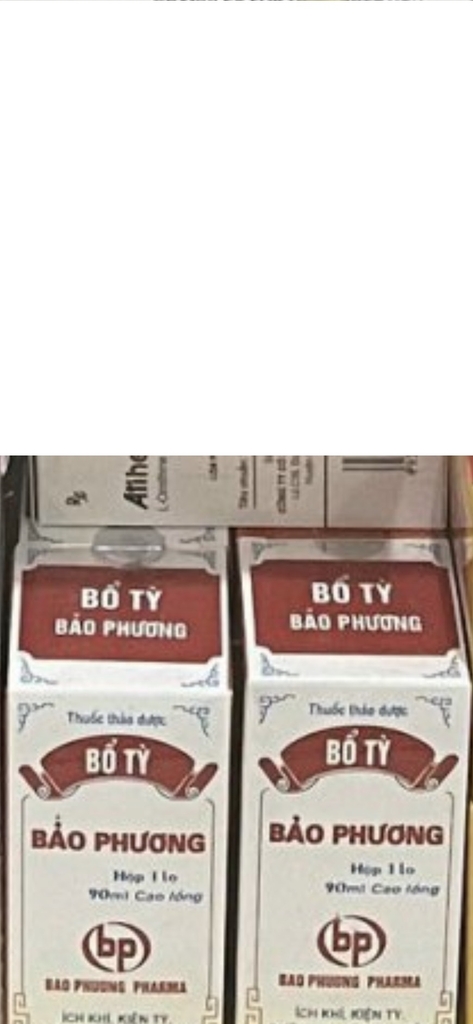 BỔ TỲ
BẢO PHƯƠNG
Thuốc thảo dược
BỔ TỲ
BẢO PHƯƠNG
Hộp 1 lọ
90ml Cao lỏng
bp
BAO PHUONG PHARMA
ÍCH KHÍ, KIỆN TỲ,
BỔ TỲ
BẢO PHƯƠNG
Thuốc thảo dược
BỔ TỲ
BẢO PHƯƠNG
Hộp 1 lọ
90ml Cao lỏng
bp
BAO PHUONG PHARMA
ÍCH KHÍ, KIỆN TỲ,